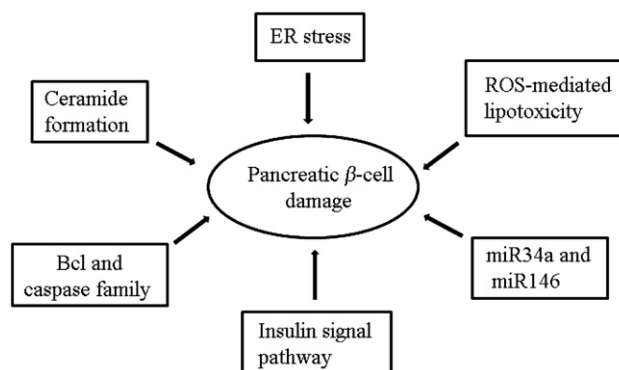 ER stress
Ceramide
formation
ROS-mediated
lipotoxicity
Pancreatic β-cell
damage
Bcl and
caspase family
miR34a and
miR146
Insulin signal
pathway